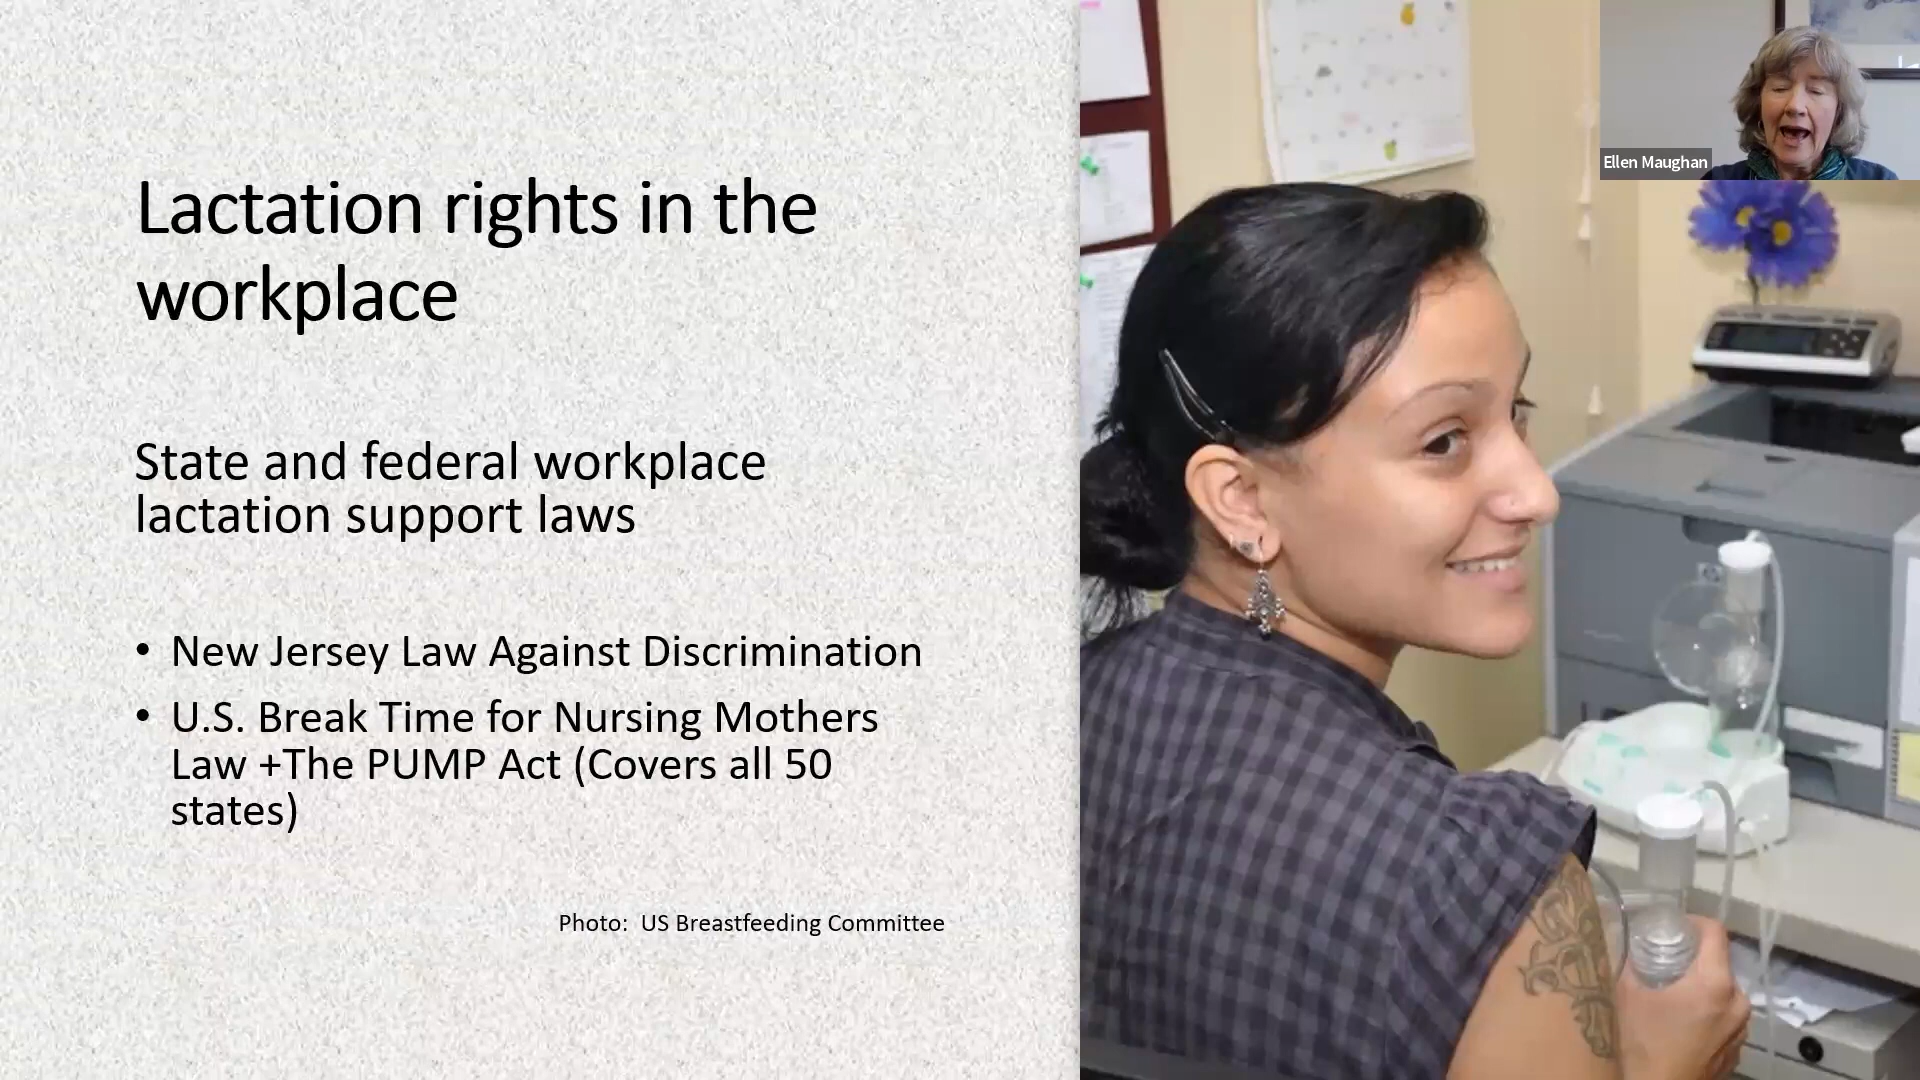 Lactation rights in the
workplace
State and federal workplace
lactation support laws
• New Jersey Law Against Discrimination
• U.S. Break Time for Nursing Mothers
Law +The PUMP Act (Covers all 50
states)
Photo: US Breastfeeding Committee
Ellen Maughan